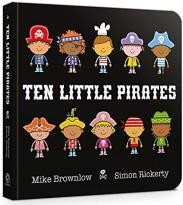 TEN LITTLE PIRATES
Mike Brownlow
Simon Rickerty